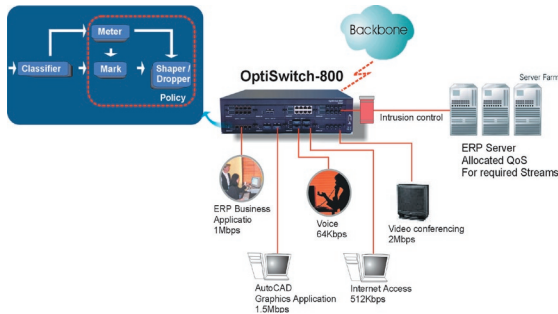 Meter
Classifier
Mark
Shaper /
Dropper
Policy
Backbone
OptiSwitch-800
Intrusion control
Server Farm
ERP Server
Allocated QoS
For required Streams
ERP Business
Applicatio
1Mbps
Voice
64Kbps
Video conferencing
2Mbps
AutoCAD
Graphics Application
1.5Mbps
Internet Access
512Kbps